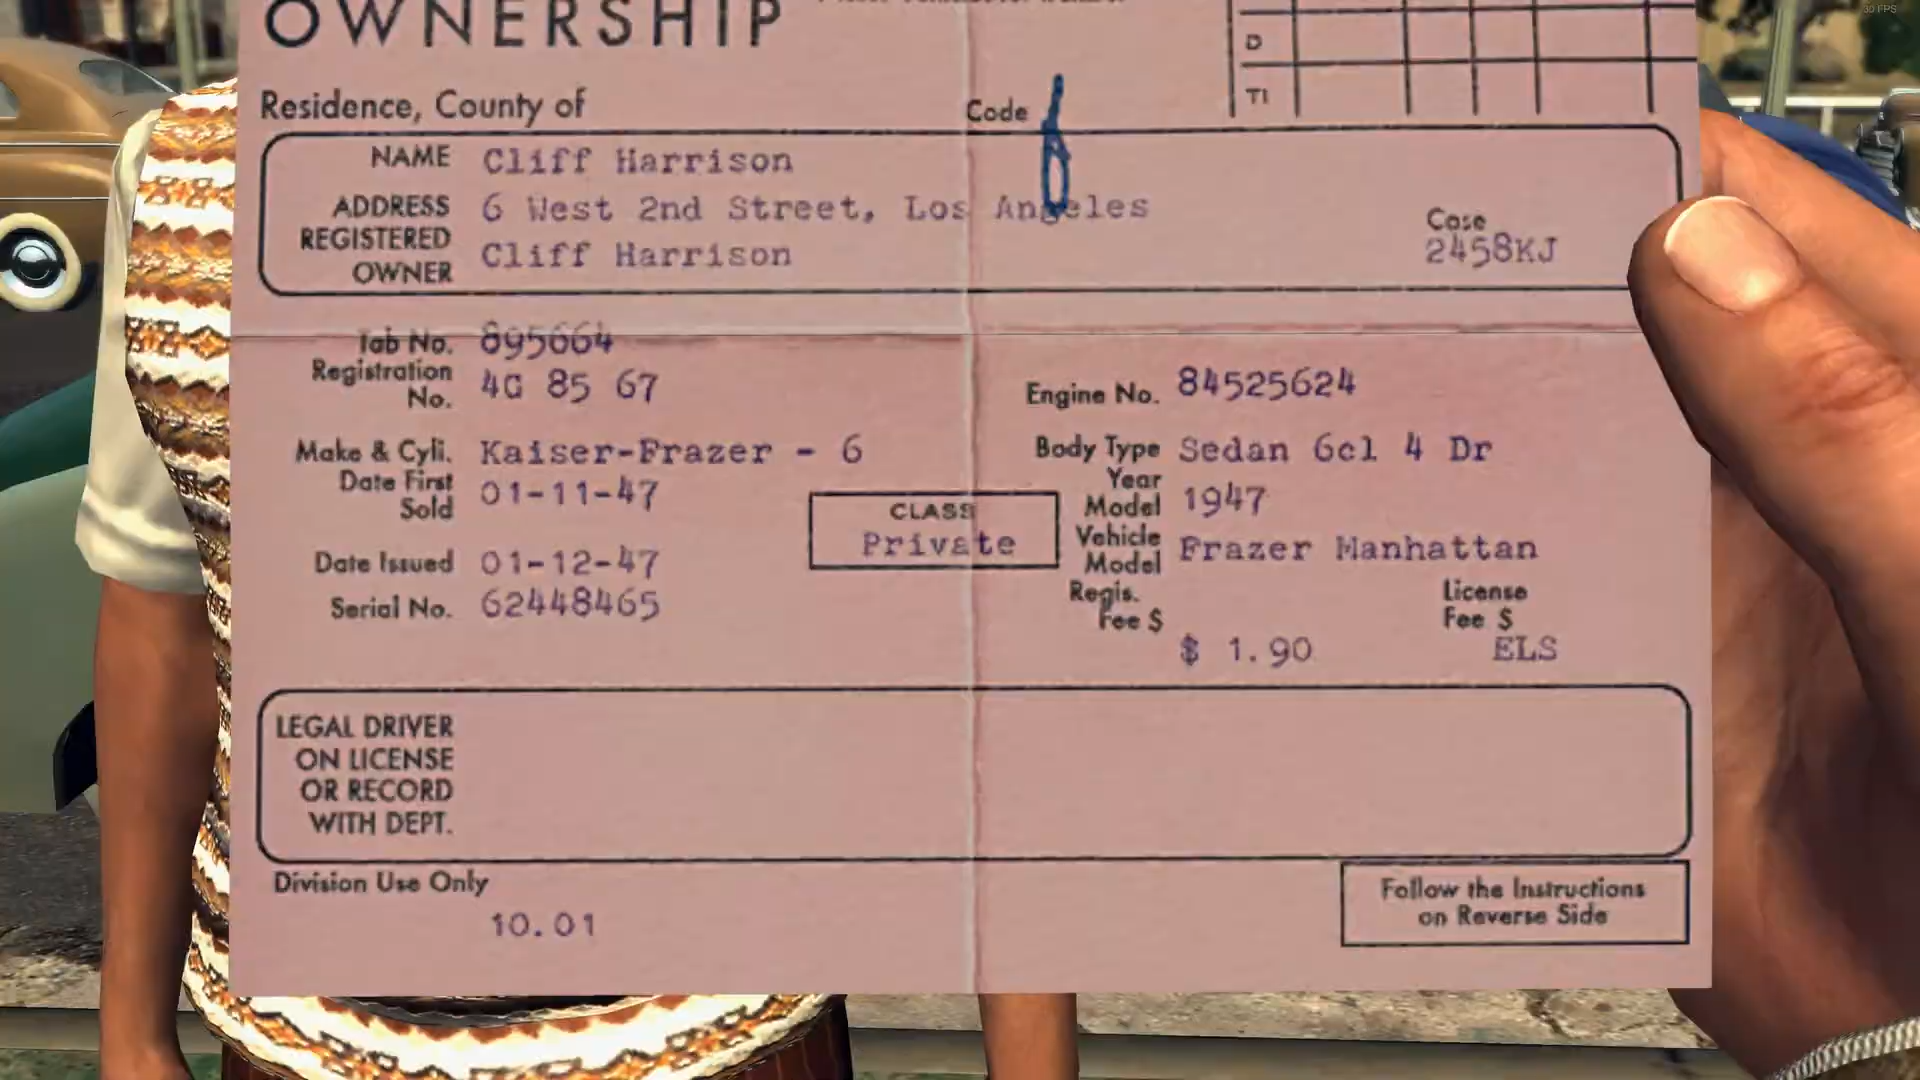 OWNERSHIP
D
TI
Residence, County of
Code 6
NAME Cliff Harrison
ADDRESS 6 West 2nd Street, Los Angeles
REGISTERED OWNER Cliff Harrison
Case
2458KJ
Tab No. 895664
Registration
No. 4G 85 67
Engine No. 84525624
Make & Cyli. Kaiser-Frazer - 6
Body Type Sedan 6cl 4 Dr
Date First
Sold 01-11-47
CLASS
Private
Year
Model 1947
Vehicle
Model Frazer Manhattan
Date Issued 01-12-47
Serial No. 62448465
Regis.
Fee $
$ 1.90
License
Fee $
ELS
LEGAL DRIVER
ON LICENSE
OR RECORD
WITH DEPT.
Division Use Only
10.01
Follow the Instructions
on Reverse Side
30 FPS